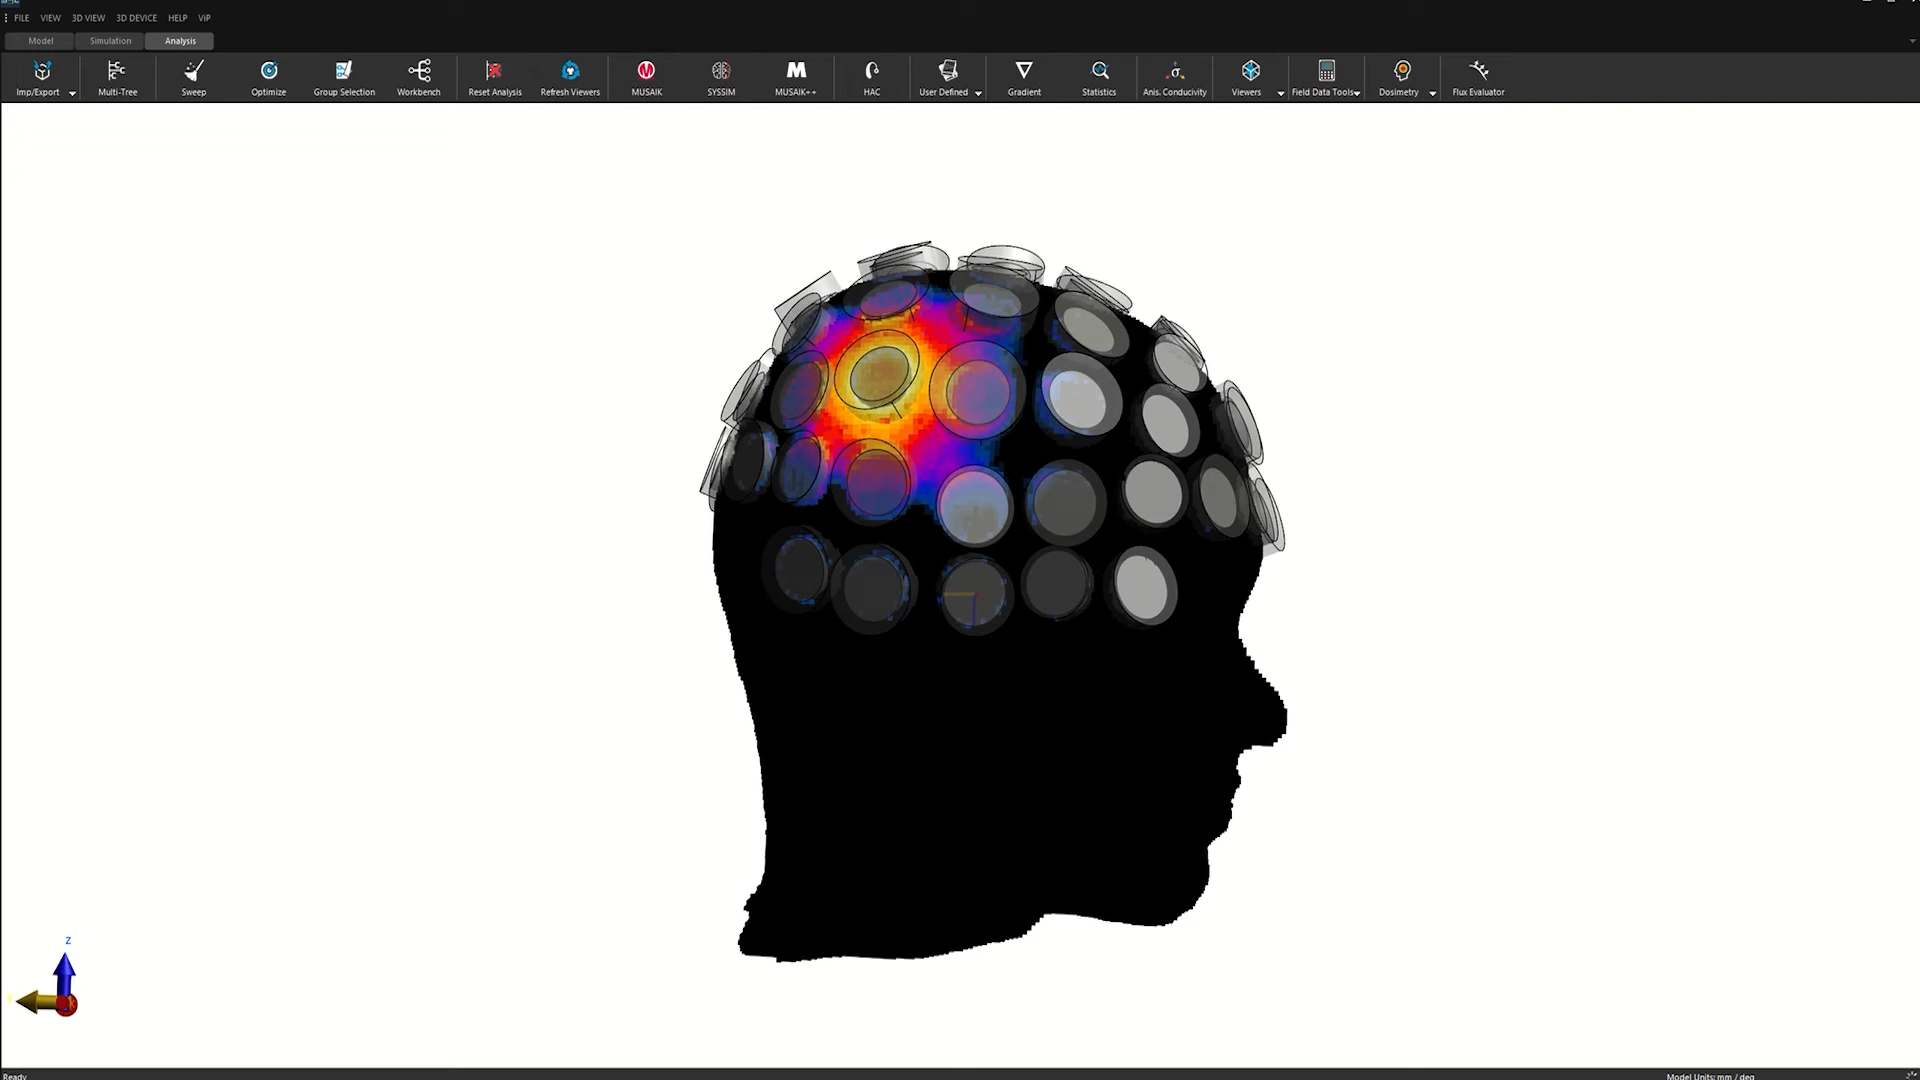 FILE VIEW 3D VIEW 3D DEVICE HELP ViP
Model Simulation Analysis
Imp/Export Multi-Tree Sweep Optimize Group Selection Workbench Reset Analysis Refresh Viewers MUSAIK SYSSIM MUSAIK++ HAC User Defined Gradient Statistics Anis. Conductivity Viewers Field Data Tools Dosimetry Flux Evaluator
Z
Ready Model Units: mm / deg